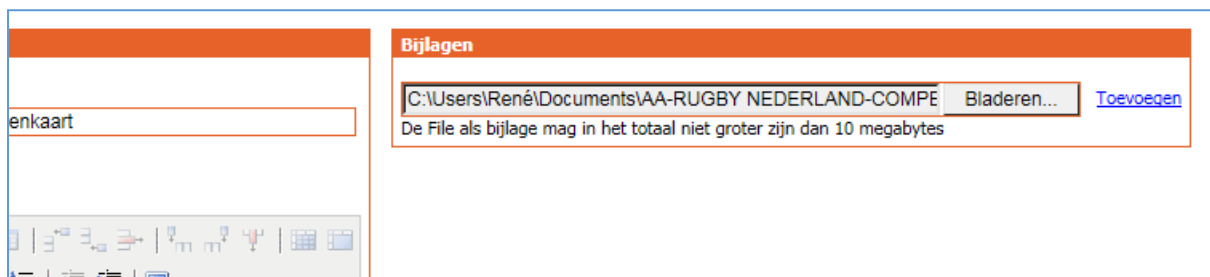 Bijlagen
enkaart
C:\Users\René\Documents\AA-RUGBY NEDERLAND-COMPE
Bladeren...
Toevoegen
De File als bijlage mag in het totaal niet groter zijn dan 10 megabytes